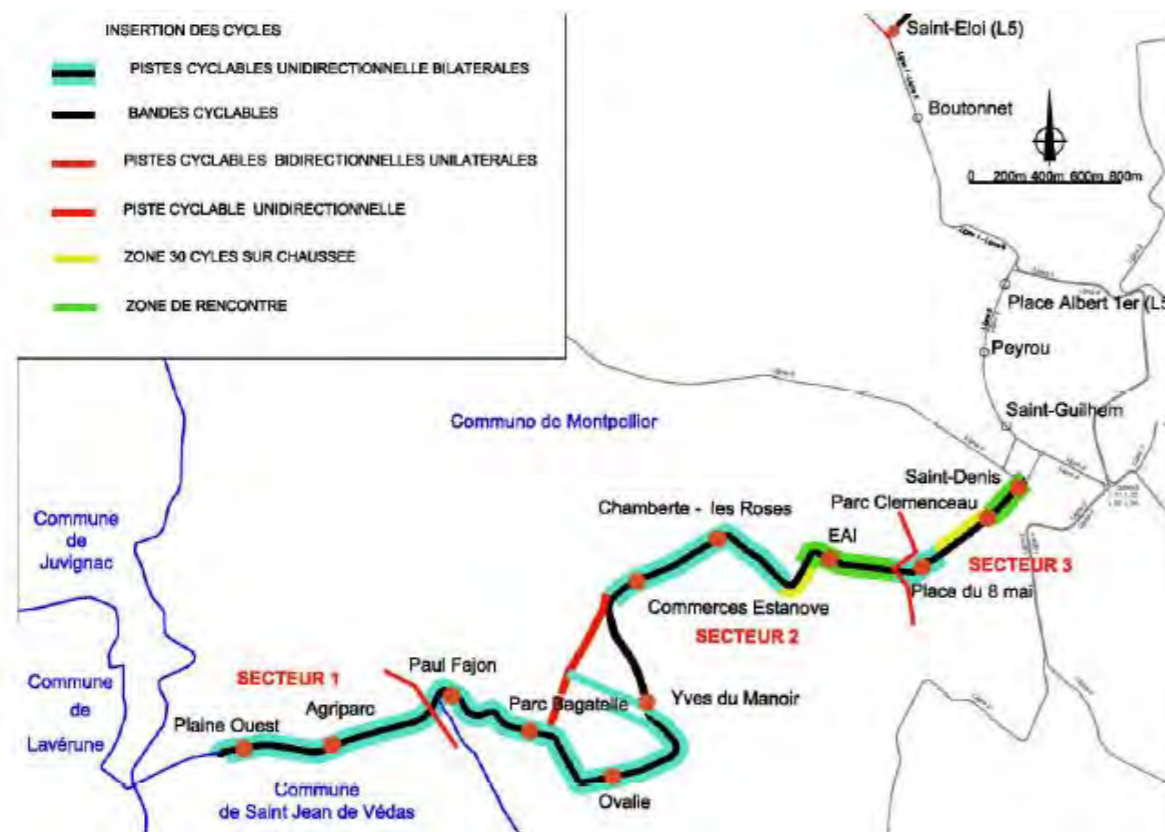 INSERTION DES CYCLES
PISTES CYCLABLES UNIDIRECTIONNELLE BILATERALES
BANDES CYCLABLES
PISTES CYCLABLES BIDIRECTIONNELLES UNILATERALES
PISTE CYCLABLE UNIDIRECTIONNELLE
ZONE 30 CYLES SUR CHAUSSEE
ZONE DE RENCONTRE
Saint-Eloi (L5)
Boutonnet
0 200m 400m 600m 800m
Place Albert 1er (L5
Peyrou
Saint-Guilhem
Commune de Montpellier
Saint-Denis
Parc Clemenceau
Chamberte - les Roses
EAI
SECTEUR 3
Place du 8 mai
Commerces Estanove
SECTEUR 2
Commune
de
Juvignac
SECTEUR 1
Paul Fajon
Commune
de
Lavérune
Plaine Ouest
Agriparc
Parc Bagatelle
Yves du Manoir
Ovalie
Commune
de Saint Jean de Védas